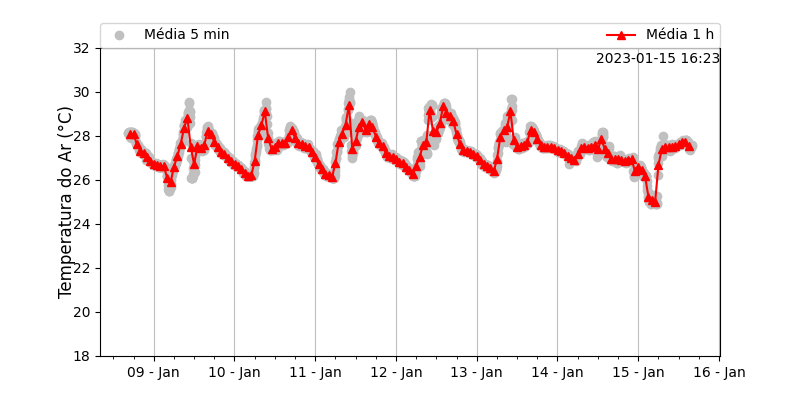 Média 5 min
Média 1 h
2023-01-15 16:23
Temperatura do Ar (°C)
32
30
28
26
24
22
20
18
09 - Jan
10 - Jan
11 - Jan
12 - Jan
13 - Jan
14 - Jan
15 - Jan
16 - Jan